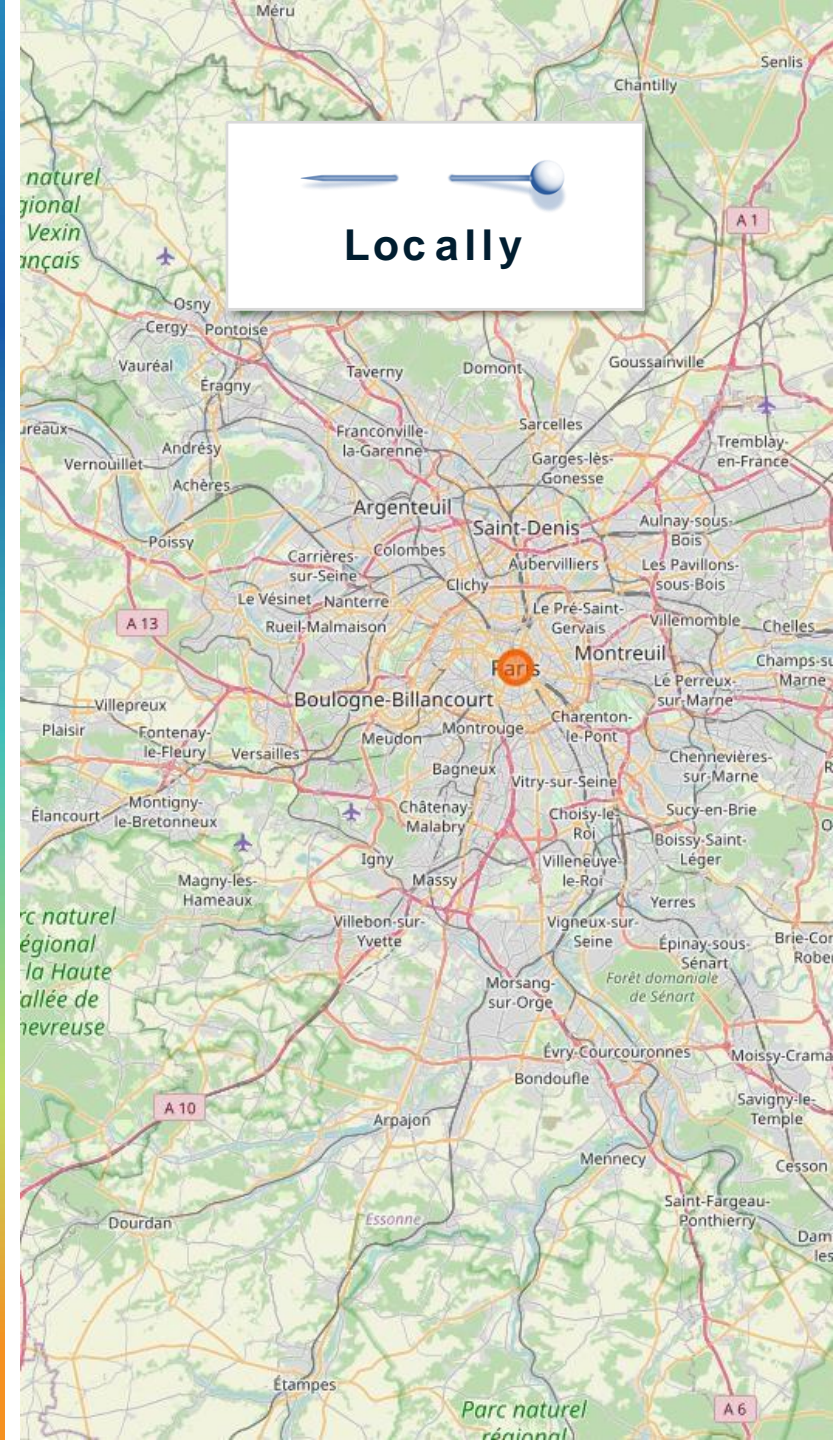 Méru
Senlis
Chantilly
naturel
Vexin
A 1
Locally
Osny
Cergy
Pontoise
Vauréal
Taverny
Domont
Goussainville
Éragny
Franconville-
la-Garenne
Sarcelles
Tremblay-
en-France
Andrésy
Vernouillet
Garges-lès-
Gonesse
Achères
Argenteuil
Saint-Denis
Aulnay-sous-
Bois
Poissy
Carrières-
sur-Seine
Colombes
Aubervilliers
Les Pavillons-
sous-Bois
Clichy
Le Vésinet
Nanterre
Le Pré-Saint-
Gervais
A 13
Rueil-Malmaison
Villemomble
Chelles
Montreuil
Paris
Champs-su
Marne
Le Perreux-
sur-Marne
Villepreux
Boulogne-Billancourt
Charenton-
le-Pont
Plaisir
Fontenay-
le-Fleury
Versailles
Meudon
Montrouge
Chennevières-
sur-Marne
Bagneux
Vitry-sur-Seine
Élancourt
Montigny-
le-Bretonneux
Châtenay-
Malabry
Choisy-le-
Roi
Sucy-en-Brie
Boissy-Saint-
Léger
Igny
Villeneuve-
le-Roi
Magny-les-
Hameaux
Massy
Yerres
rc naturel
égional
la Haute
allée de
hevreuse
Villebon-sur-
Yvette
Vigneux-sur-
Seine
Épinay-sous-
Sénart
Brie-Com
Rober
Morsang-
sur-Orge
Forêt domaniale
de Sénart
Évry-Courcouronnes
Moissy-Crama
Bondoufle
A 10
Savigny-le-
Temple
Arpajon
Mennecy
Cesson
Saint-Fargeau-
Ponthierry
Dourdan
Essonne
Dam
les
Étampes
Parc naturel
régional
A 6